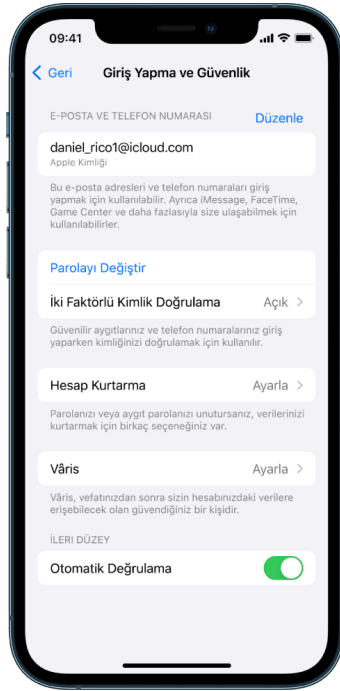 09:41
Geri
Giriş Yapma ve Güvenlik
E-POSTA VE TELEFON NUMARASI
Düzenle
daniel_rico1@icloud.com
Apple Kimliği
Bu e-posta adresleri ve telefon numaraları giriş
yapmak için kullanılabilir. Ayrıca iMessage, FaceTime,
Game Center ve daha fazlasıyla size ulaşabilmek için
kullanılabilirler.
Parolayı Değiştir
İki Faktörlü Kimlik Doğrulama
Açık
Güvenilir aygıtlarınız ve telefon numaralarınız giriş
yaparken kimliğinizi doğrulamak için kullanılır.
Hesap Kurtarma
Ayarla
Parolanızı veya aygıt parolanızı unutursanız, verilerinizi
kurtarmak için birkaç seçeneğiniz var.
Vâris
Ayarla
Vâris, vefatınızdan sonra sizin hesabınızdaki verilere
erişebilecek olan güvendiğiniz bir kişidir.
İLERI DÜZEY
Otomatik Değrulama